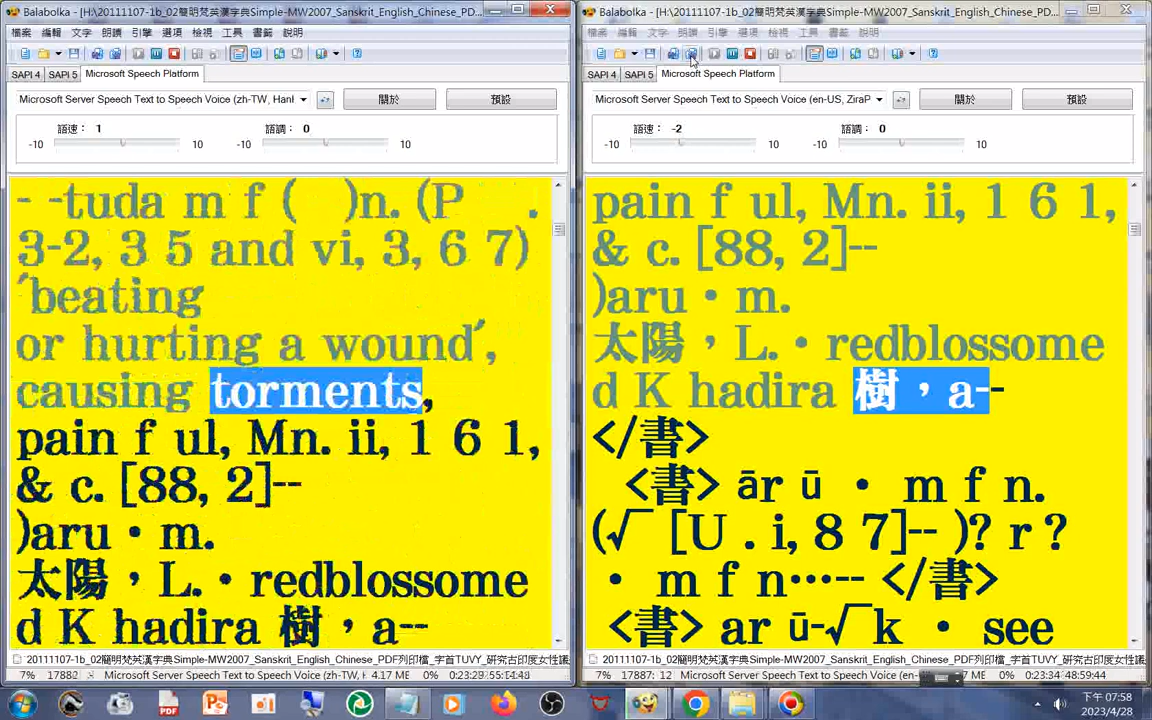 Balabolka - [H:\20111107-1b_02簡明梵英漢字典Simple-MW2007_Sanskrit_English_Chinese_PD...
檔案 編輯 文字 朗讀 引擎 選項 檢視 工具 書籤 說明
SAPI 4 SAPI 5 Microsoft Speech Platform
Microsoft Server Speech Text to Speech Voice (zh-TW, Hanl
關於 預設
語速： 1 語調： 0
-10 10 -10 10
- -tuda m f ( )n. (P .
3-2, 3 5 and vi, 3, 6 7)
´beating
or hurting a wound´,
causing torments,
pain f ul, Mn. ii, 1 6 1,
& c. [88, 2]--
)aru・m.
太陽，L.・redblossome
d K hadira 樹，a--
20111107-1b_02簡明梵英漢字典Simple-MW2007_Sanskrit_English_Chinese_PDF列印檔_字首TUVY_研究古印度女性議
7% 17882 Microsoft Server Speech Text to Speech Voice (zh-TW, H 4.17 ME 0%
Balabolka - [H:\20111107-1b_02簡明梵英漢字典Simple-MW2007_Sanskrit_English_Chinese_PDF...
檔案 編輯 文字 朗讀 引擎 選項 檢視 工具 書籤 說明
SAPI 4 SAPI 5 Microsoft Speech Platform
Microsoft Server Speech Text to Speech Voice (en-US, ZiraP
關於 預設
語速： -2 語調： 0
-10 10 -10 10
pain f ul, Mn. ii, 1 6 1,
& c. [88, 2]--
)aru・m.
太陽，L.・redblossome
d K hadira 樹，a--
</書>
<書> ār ū ・ m f n.
(√ [U . i, 8 7]-- )? r ?
・ m f n…-- </書>
<書> ar ū-√k ・ see
20111107-1b_02簡明梵英漢字典Simple-MW2007_Sanskrit_English_Chinese_PDF列印檔_字首TUVY_研究古印度女性議
7% 17887: 12 Microsoft Server Speech Text to Speech Voice (en- 4.17 ME 0% 0:23:34 48:59:44
下午 07:58
2023/4/28